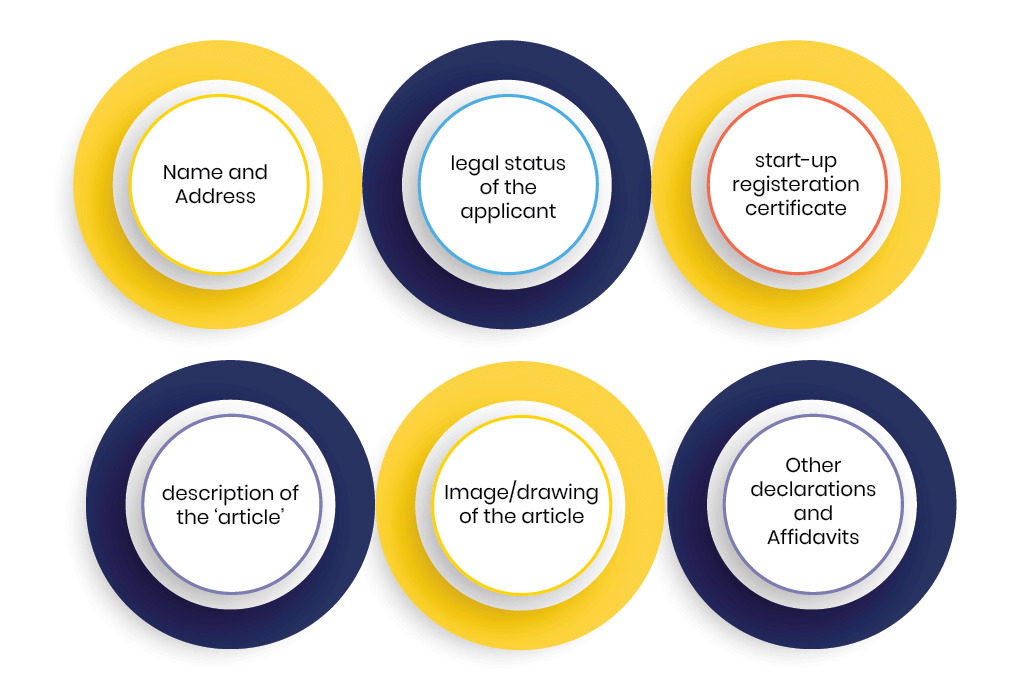 Name and
Address
legal status
of the
applicant
start-up
registeration
certificate
description of
the ‘article’
Image/drawing
of the article
Other
declarations
and
Affidavits